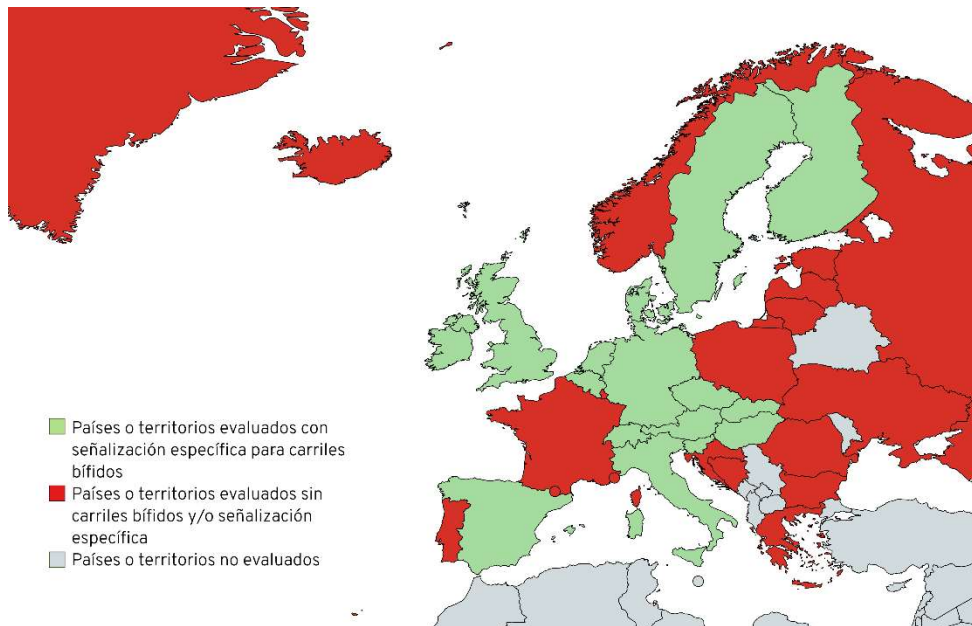 Países o territorios evaluados con
señalización específica para carriles
bífidos
Países o territorios evaluados sin
carriles bífidos y/o señalización
específica
Países o territorios no evaluados